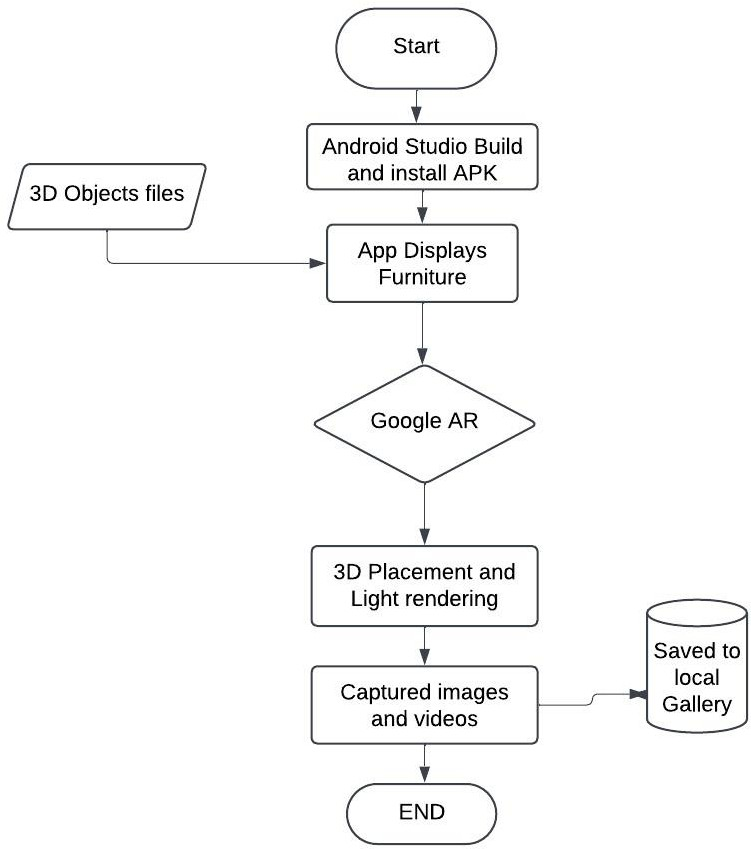 Start
Android Studio Build
and install APK
3D Objects files
App Displays
Furniture
Google AR
3D Placement and
Light rendering
Captured images
and videos
Saved to
local
Gallery
END